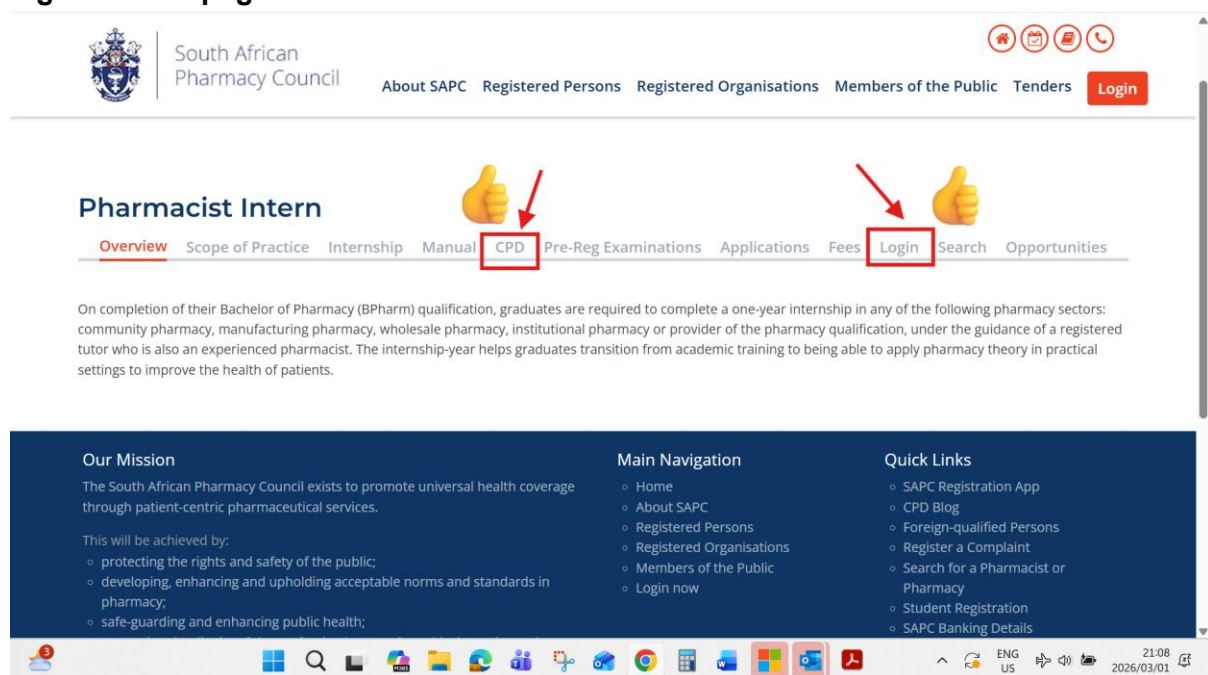 South African
Pharmacy Council
About SAPC Registered Persons Registered Organisations Members of the Public Tenders Login
Pharmacist Intern
Overview Scope of Practice Internship Manual CPD Pre-Reg Examinations Applications Fees Login Search Opportunities
On completion of their Bachelor of Pharmacy (BPharm) qualification, graduates are required to complete a one-year internship in any of the following pharmacy sectors:
community pharmacy, manufacturing pharmacy, wholesale pharmacy, institutional pharmacy or provider of the pharmacy qualification, under the guidance of a registered
tutor who is also an experienced pharmacist. The internship-year helps graduates transition from academic training to being able to apply pharmacy theory in practical
settings to improve the health of patients.
Our Mission
The South African Pharmacy Council exists to promote universal health coverage
through patient-centric pharmaceutical services.
This will be achieved by:
protecting the rights and safety of the public;
developing, enhancing and upholding acceptable norms and standards in
pharmacy;
safe-guarding and enhancing public health;
Main Navigation
Home
About SAPC
Registered Persons
Registered Organisations
Members of the Public
Login now
Quick Links
SAPC Registration App
CPD Blog
Foreign-qualified Persons
Register a Complaint
Search for a Pharmacist or
Pharmacy
Student Registration
SAPC Banking Details
3
M365
ENG
US
21:08
2026/03/01